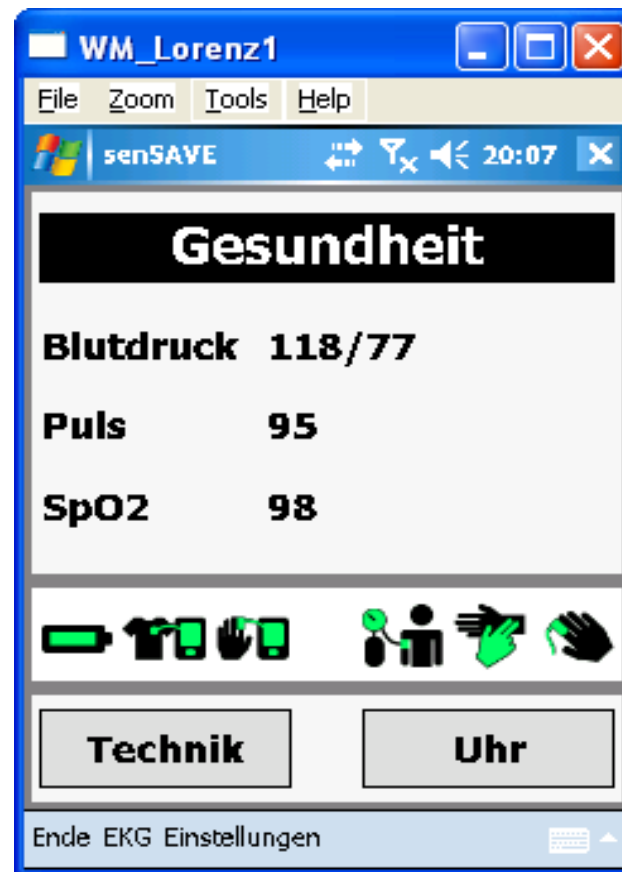 WM_Lorenz1
File Zoom Tools Help
senSAVE 20:07
Gesundheit
Blutdruck 118/77
Puls 95
SpO2 98
Technik Uhr
Ende EKG Einstellungen